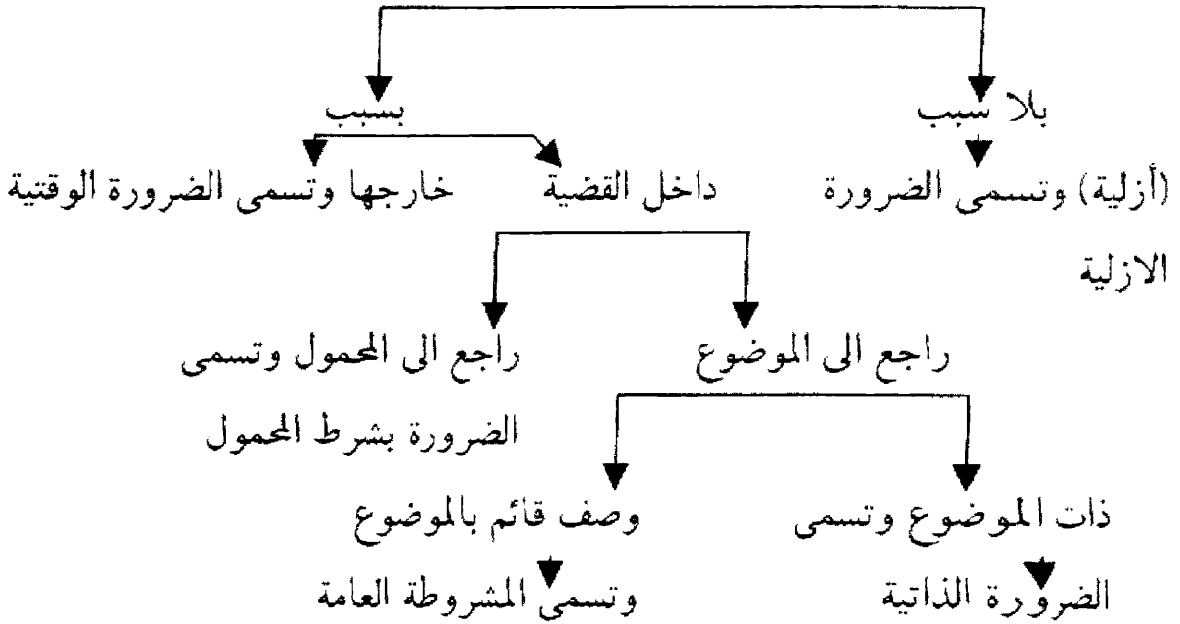 بلا سبب بسبب
(أزلية) وتسمى الضرورة داخل القضية خارجها وتسمى الضرورة الوقتية
الازلية
راجع الى الموضوع راجع الى المحمول وتسمى
الضرورة بشرط المحمول
ذات الموضوع وتسمى وصف قائم بالموضوع
الضرورة الذاتية وتسمى المشروطة العامة